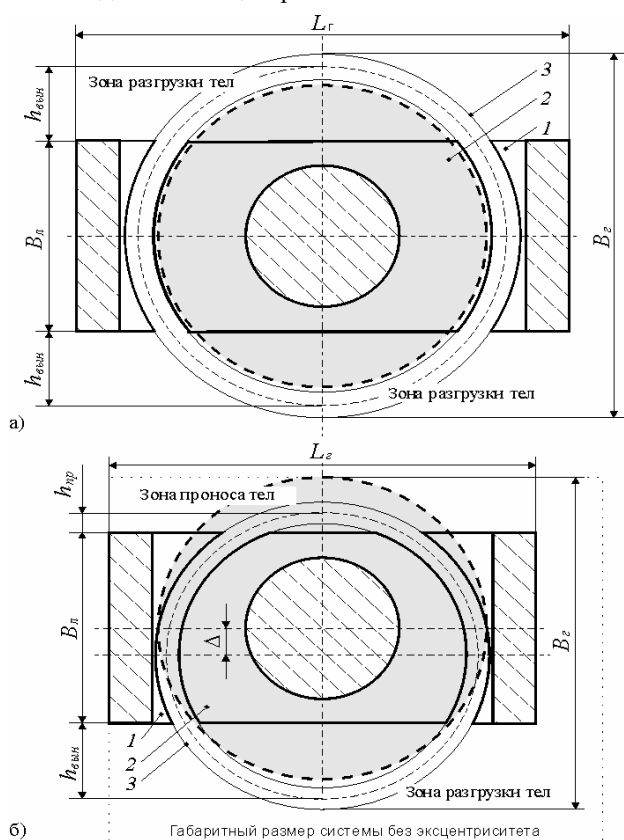 Lг
Зона разгрузки тел
3
2
1
hвын
Bл
Bг
hвын
Зона разгрузки тел
а)
Lг
hпр
Зона проноса тел
Bл
Δ
Bг
1
2
3
hвын
Зона разгрузки тел
б)
Габаритный размер системы без эксцентриситета